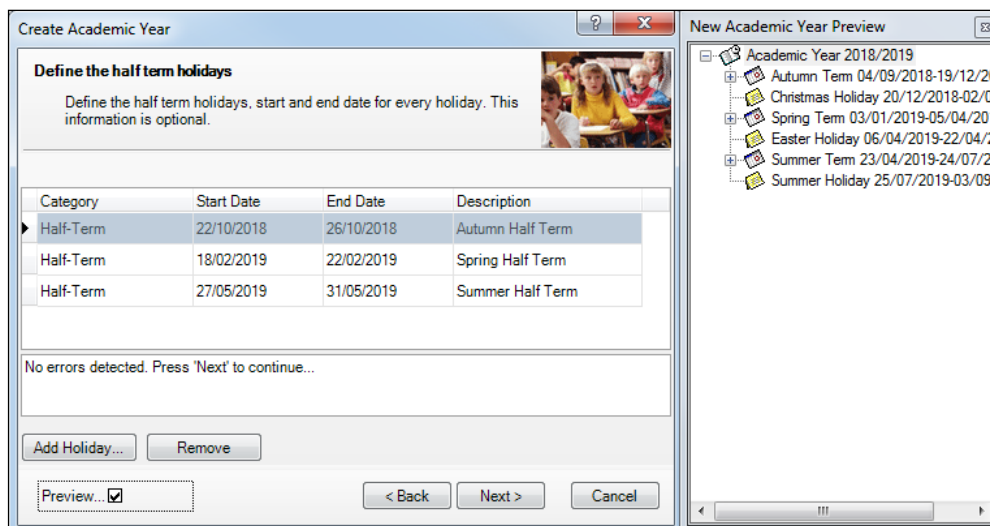 Create Academic Year
Define the half term holidays
Define the half term holidays, start and end date for every holiday. This
information is optional.
Category Start Date End Date Description
Half-Term 22/10/2018 26/10/2018 Autumn Half Term
Half-Term 18/02/2019 22/02/2019 Spring Half Term
Half-Term 27/05/2019 31/05/2019 Summer Half Term
No errors detected. Press 'Next' to continue...
Add Holiday... Remove
Preview...
< Back Next > Cancel
New Academic Year Preview
Academic Year 2018/2019
Autumn Term 04/09/2018-19/12/20
Christmas Holiday 20/12/2018-02/0
Spring Term 03/01/2019-05/04/20
Easter Holiday 06/04/2019-22/04/2
Summer Term 23/04/2019-24/07/2
Summer Holiday 25/07/2019-03/09